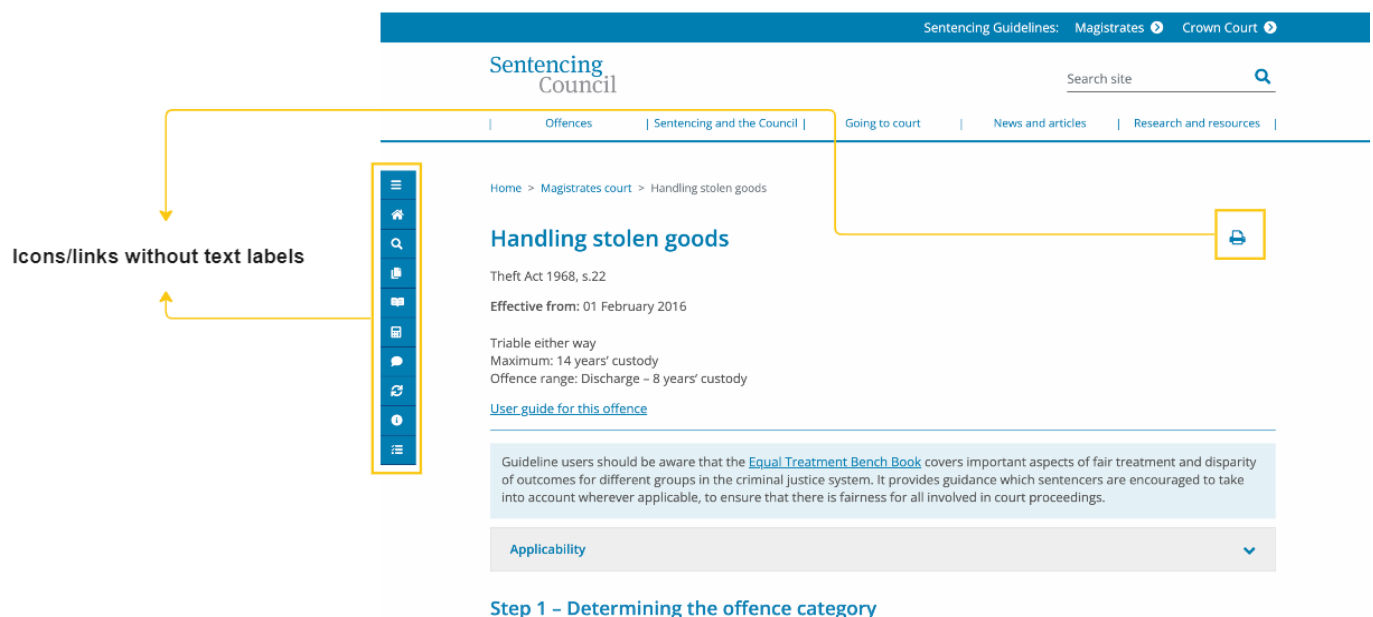 Sentencing Guidelines: Magistrates Crown Court
Sentencing
Council
Search site
| Offences | Sentencing and the Council | Going to court | News and articles | Research and resources |
Home > Magistrates court > Handling stolen goods
Handling stolen goods
Icons/links without text labels
Theft Act 1968, s.22
Effective from: 01 February 2016
Triable either way
Maximum: 14 years’ custody
Offence range: Discharge – 8 years’ custody
User guide for this offence
Guideline users should be aware that the Equal Treatment Bench Book covers important aspects of fair treatment and disparity
of outcomes for different groups in the criminal justice system. It provides guidance which sentencers are encouraged to take
into account wherever applicable, to ensure that there is fairness for all involved in court proceedings.
Applicability
Step 1 – Determining the offence category